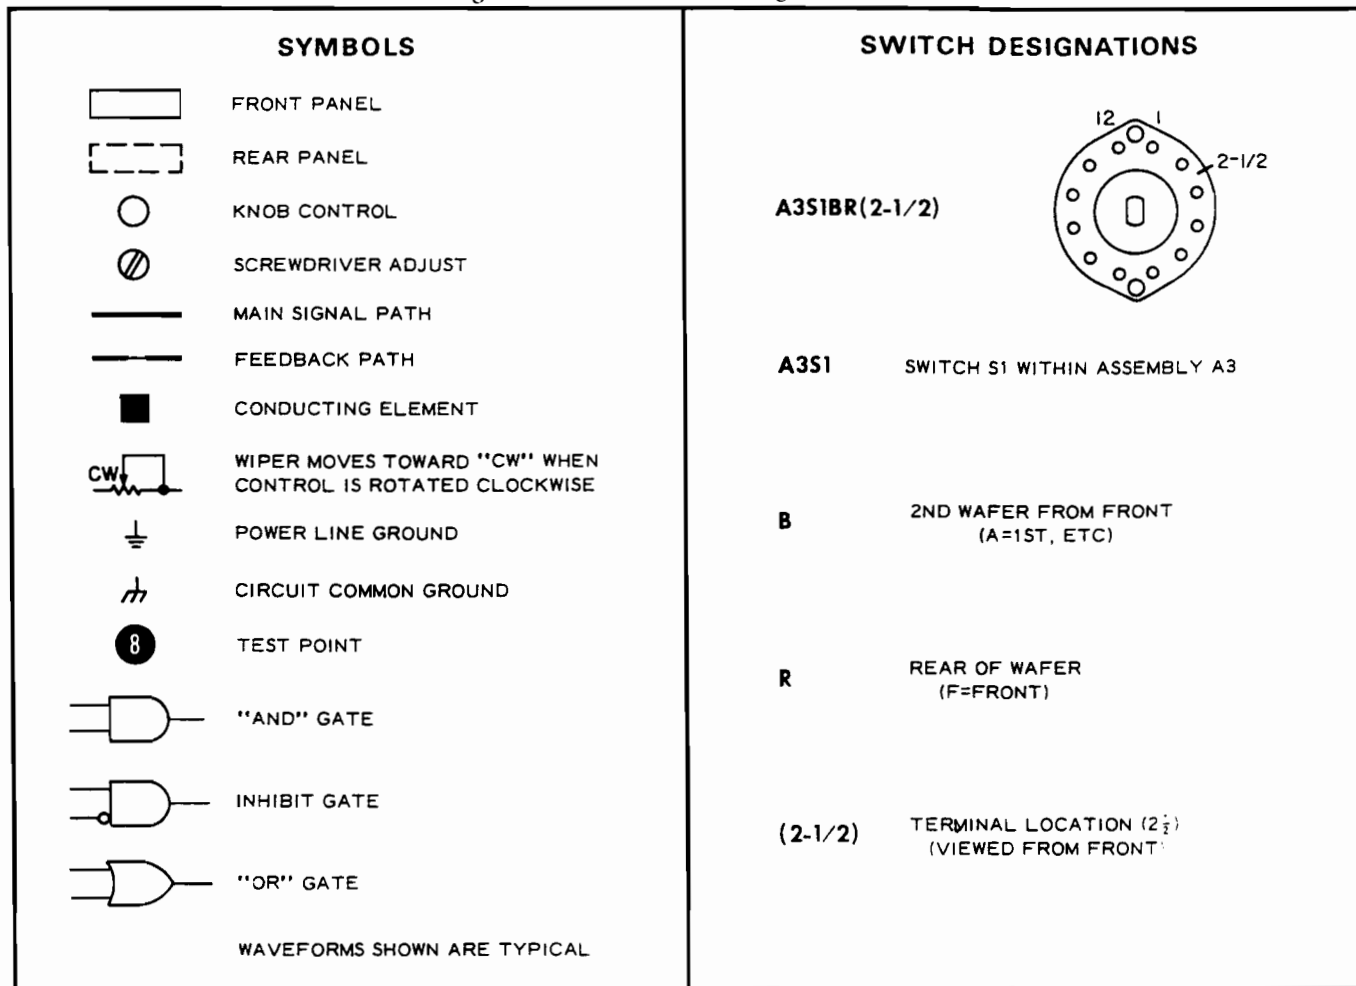 SYMBOLS
FRONT PANEL
REAR PANEL
KNOB CONTROL
SCREWDRIVER ADJUST
MAIN SIGNAL PATH
FEEDBACK PATH
CONDUCTING ELEMENT
CW
WIPER MOVES TOWARD "CW" WHEN
CONTROL IS ROTATED CLOCKWISE
POWER LINE GROUND
CIRCUIT COMMON GROUND
8
TEST POINT
"AND" GATE
INHIBIT GATE
"OR" GATE
WAVEFORMS SHOWN ARE TYPICAL
SWITCH DESIGNATIONS
12 1
2-1/2
A3S1BR(2-1/2)
A3S1 SWITCH S1 WITHIN ASSEMBLY A3
B 2ND WAFER FROM FRONT
(A=1ST, ETC)
R REAR OF WAFER
(F=FRONT)
(2-1/2) TERMINAL LOCATION (2½)
(VIEWED FROM FRONT)